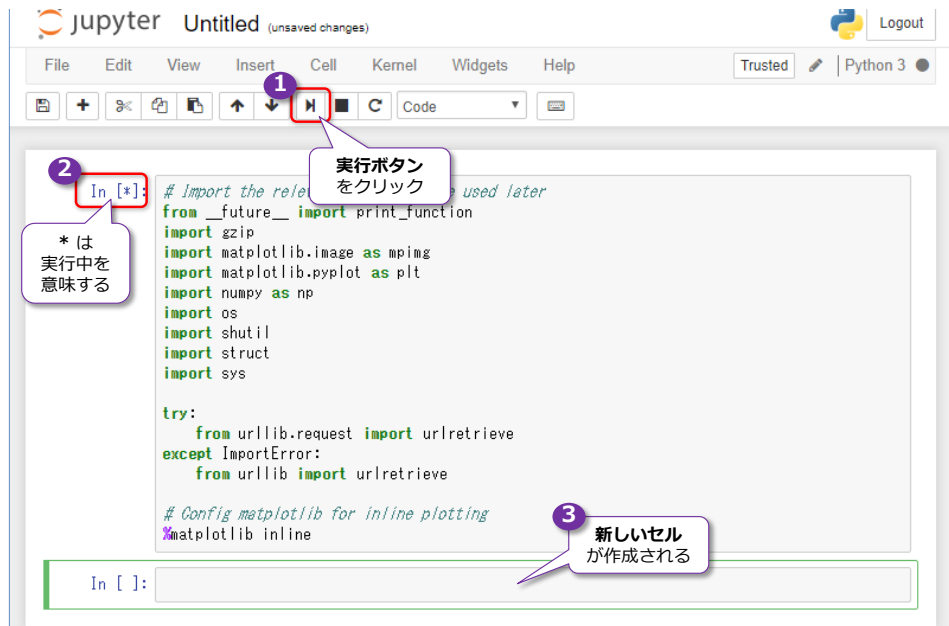 jupyter Untitled (unsaved changes) Logout
File Edit View Insert Cell Kernel Widgets Help Trusted Python 3
Code
1
実行ボタン
をクリック
2
In [*]:
* は
実行中を
意味する
# Import the rele used later
from __future__ import print_function
import gzip
import matplotlib.image as mpimg
import matplotlib.pyplot as plt
import numpy as np
import os
import shutil
import struct
import sys
try:
from urllib.request import urlretrieve
except ImportError:
from urllib import urlretrieve
# Config matplotlib for inline plotting
%matplotlib inline
3
新しいセル
が作成される
In [ ]: